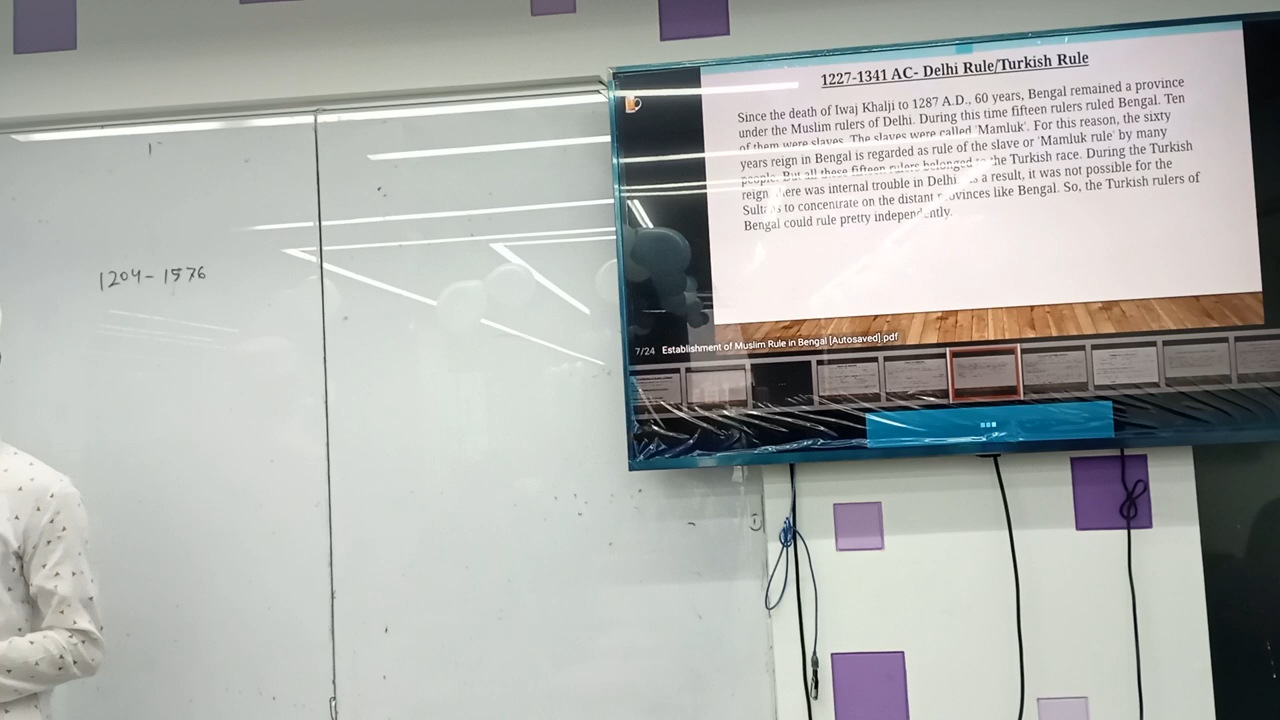 1204-1576
1227-1341 AC- Delhi Rule/Turkish Rule
Since the death of Iwaj Khalji to 1287 A.D., 60 years, Bengal remained a province
under the Muslim rulers of Delhi. During this time fifteen rulers ruled Bengal. Ten
of them were slaves. The slaves were called 'Mamluk'. For this reason, the sixty
years reign in Bengal is regarded as rule of the slave or 'Mamluk rule' by many
people. But all these fifteen rulers belonged to the Turkish race. During the Turkish
reign there was internal trouble in Delhi. As a result, it was not possible for the
Sultans to concentrate on the distant provinces like Bengal. So, the Turkish rulers of
Bengal could rule pretty independently.
7/24 Establishment of Muslim Rule in Bengal [Autosaved].pdf